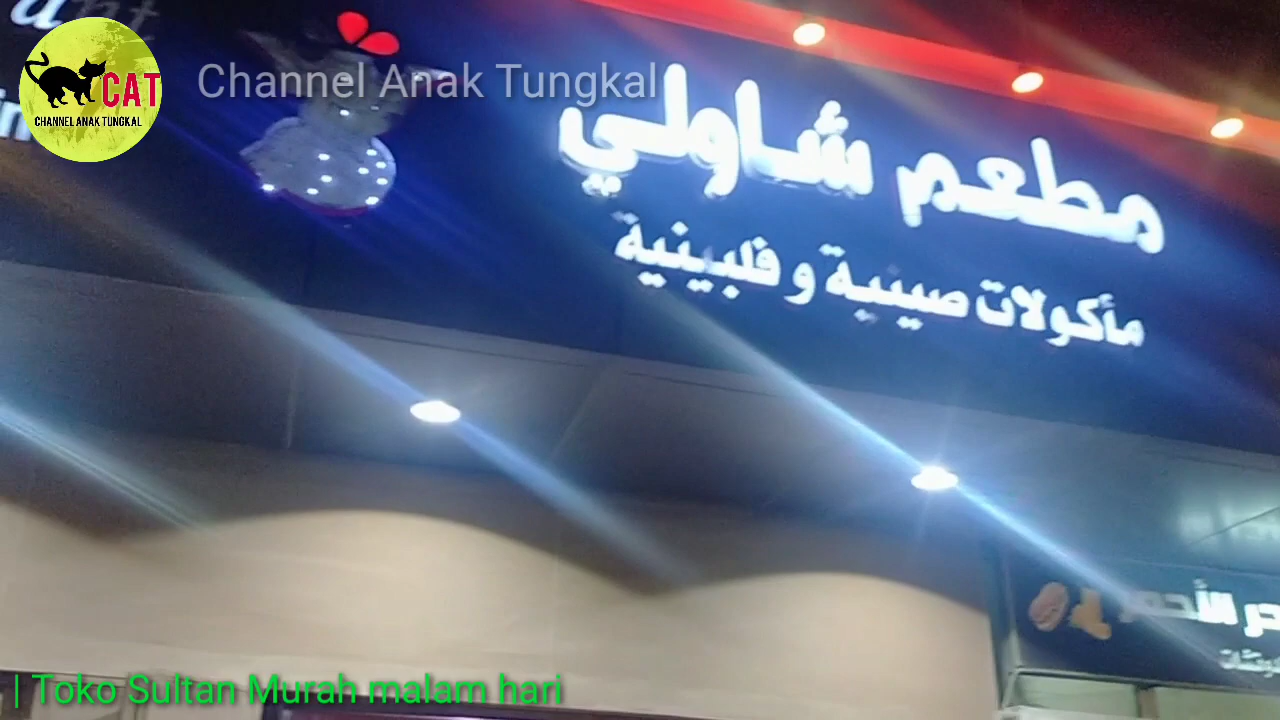 CAT
CHANNEL ANAK TUNGKAL
Channel Anak Tungkal
مطعم شاولي
مأكولات صينية و فلبينية
| Toko Sultan Murah malam hari